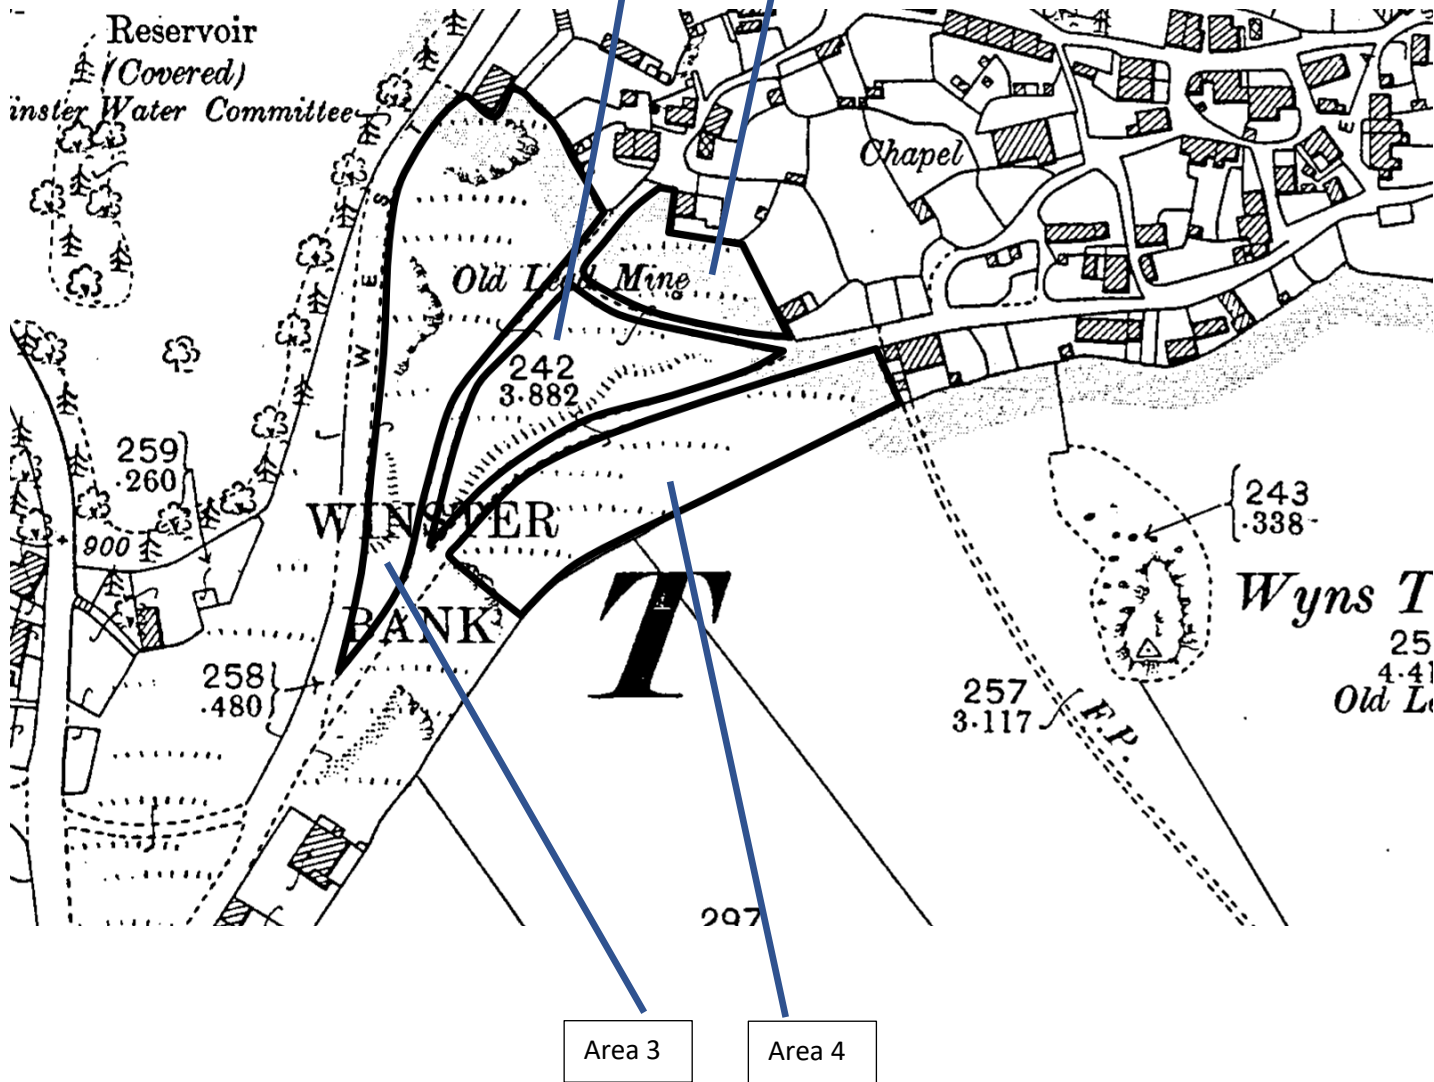 Reservoir
(Covered)
inster Water Committee
Chapel
WEST
EA
Old Lead Mine
242
3.882
259
.260
900
WINSTER
BANK
T
258
.480
243
.338
Wyns T
25
4.41
Old Le
257
3.117
F.P.
297
Area 3
Area 4